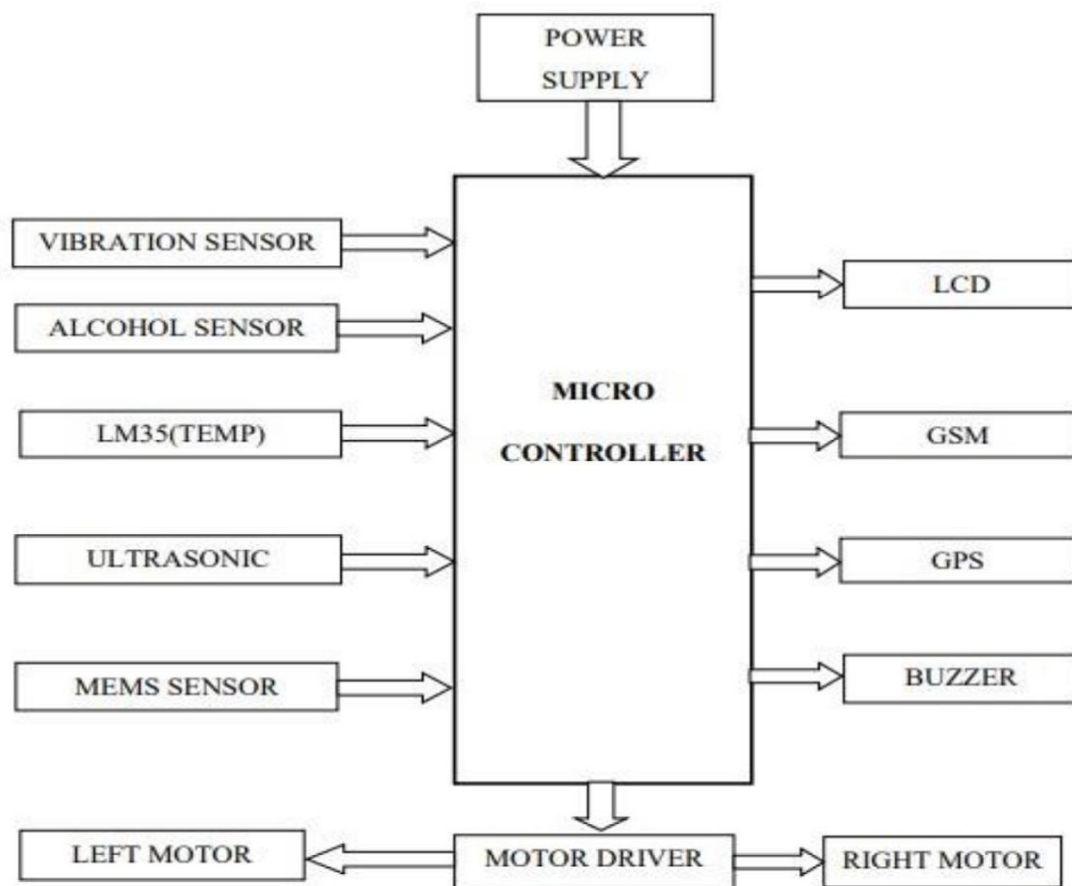 POWER
SUPPLY
VIBRATION SENSOR
ALCOHOL SENSOR
LM35(TEMP)
ULTRASONIC
MEMS SENSOR
MICRO
CONTROLLER
LCD
GSM
GPS
BUZZER
LEFT MOTOR
MOTOR DRIVER
RIGHT MOTOR